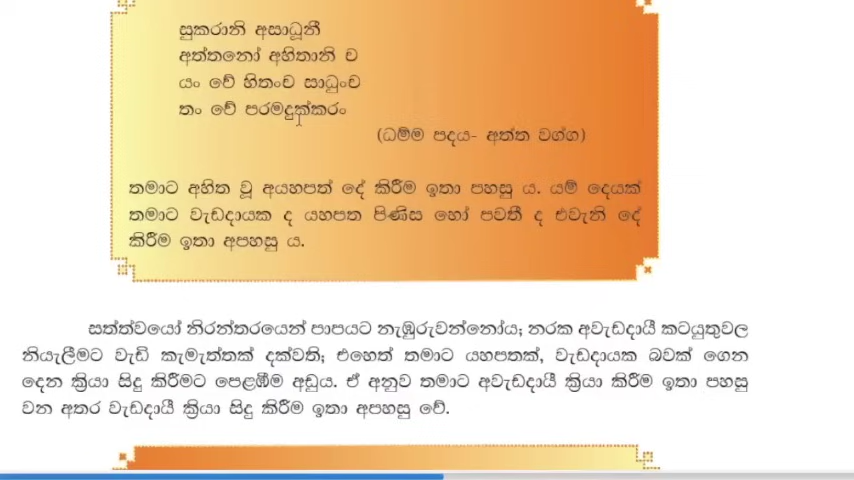 සුකරානි අසාධූනී
අත්තනෝ අහිතානි ච
යං වේ හිතංච සාධුංච
තං වේ පරමදුක්කරං
(ධම්ම පදය- අත්ත වග්ග)
තමාට අහිත වූ අයහපත් දේ කිරීම ඉතා පහසු ය. යම් දෙයක්
තමාට වැඩදායක ද යහපත පිණිස හෝ පවතී ද එවැනි දේ
කිරීම ඉතා අපහසු ය.
සත්ත්වයෝ නිරන්තරයෙන් පාපයට නැඹුරුවන්නෝය; නරක අවැඩදායී කටයුතුවල
නියැලීමට වැඩි කැමැත්තක් දක්වති; එහෙත් තමාට යහපතක්, වැඩදායක බවක් ගෙන
දෙන ක්‍රියා සිදු කිරීමට පෙළඹීම අඩුය. ඒ අනුව තමාට අවැඩදායී ක්‍රියා කිරීම ඉතා පහසු
වන අතර වැඩදායී ක්‍රියා සිදු කිරීම ඉතා අපහසු වේ.